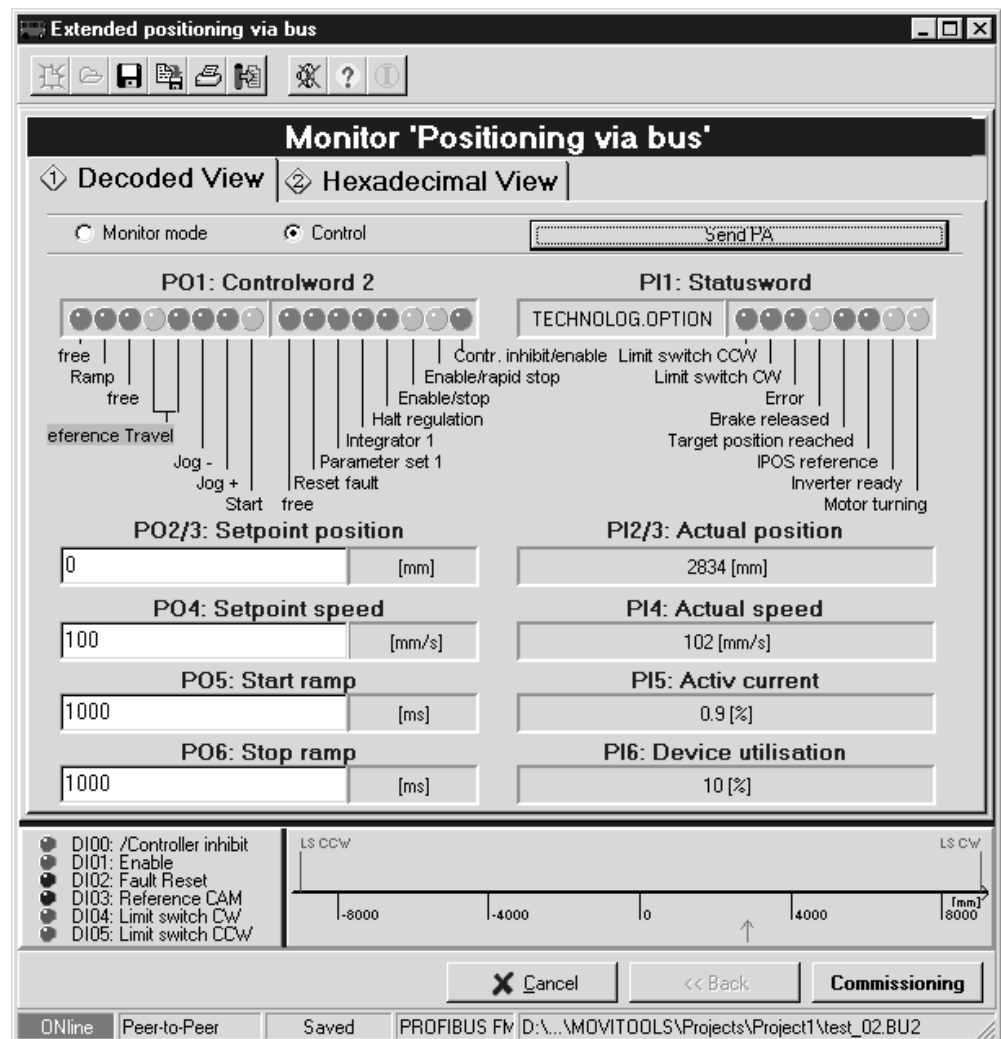 Extended positioning via bus
Monitor 'Positioning via bus'
1 Decoded View
2 Hexadecimal View
Monitor mode
Control
Send PA
PO1: Controlword 2
PI1: Statusword
TECHNOLOG.OPTION
free
Ramp
free
eference Travel
Jog -
Jog +
Start
Contr. inhibit/enable
Enable/rapid stop
Enable/stop
Halt regulation
Integrator 1
Parameter set 1
Reset fault
free
Limit switch CCW
Limit switch CW
Error
Brake released
Target position reached
IPOS reference
Inverter ready
Motor turning
PO2/3: Setpoint position
0 [mm]
PI2/3: Actual position
2834 [mm]
PO4: Setpoint speed
100 [mm/s]
PI4: Actual speed
102 [mm/s]
PO5: Start ramp
1000 [ms]
PI5: Activ current
0.9 [%]
PO6: Stop ramp
1000 [ms]
PI6: Device utilisation
10 [%]
DI00: /Controller inhibit
DI01: Enable
DI02: Fault Reset
DI03: Reference CAM
DI04: Limit switch CW
DI05: Limit switch CCW
LS CCW
LS CW
-8000 -4000 0 4000 8000
[mm]
Cancel
<< Back
Commissioning
ONline
Peer-to-Peer
Saved
PROFIBUS FM
D:\...\MOVITOOLS\Projects\Project1\test_02.BU2